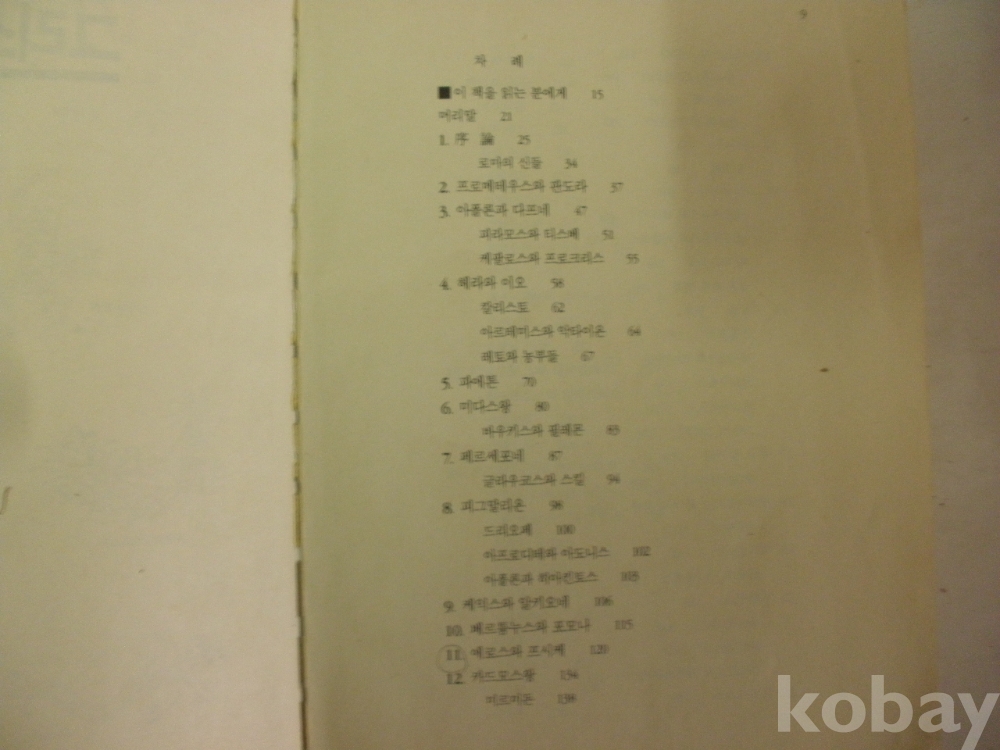 그리
9
차 례
■ 이 책을 읽는 분에게 15
머리말 21
1. 序 論 25
로마의 신들 34
2. 프로메테우스와 판도라 37
3. 아폴론과 다프네 47
피라모스와 티스베 51
케팔로스와 프로크리스 55
4. 헤라와 이오 58
칼리스토 62
아르테미스와 악타이온 64
레토와 농부들 67
5. 파에톤 70
6. 미다스왕 80
바우키스와 필레몬 83
7. 페르세포네 87
글라우코스와 스킬 94
8. 피그말리온 98
드리오페 100
아프로디테와 아도니스 102
아폴론과 히아킨토스 103
9. 케익스와 알키오네 106
10. 베르툼누스와 포모나 115
11. 에로스와 프시케 120
12. 카드모스왕 134
미르미돈 138
kobay